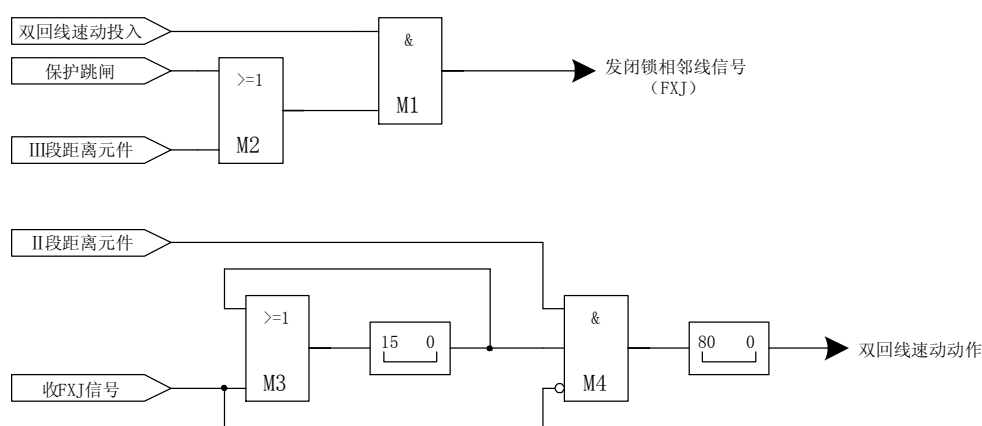 双回线速动投入
保护跳闸
>=1
&
M1
M2
III段距离元件
发闭锁相邻线信号
（FXJ）
II段距离元件
>=1
M3
15 0
&
M4
80 0
双回线速动动作
收FXJ信号